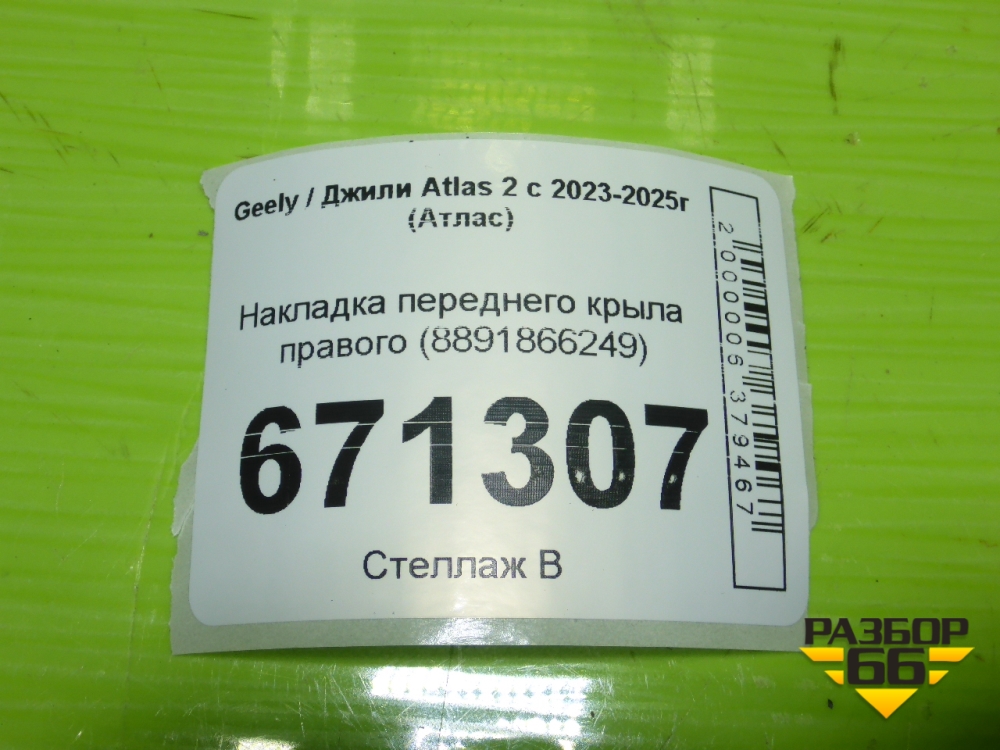 Geely / Джили Atlas 2 с 2023-2025г
(Атлас)
Накладка переднего крыла
правого (8891866249)
671307
Стеллаж В
2000006379467
РАЗБОР
66